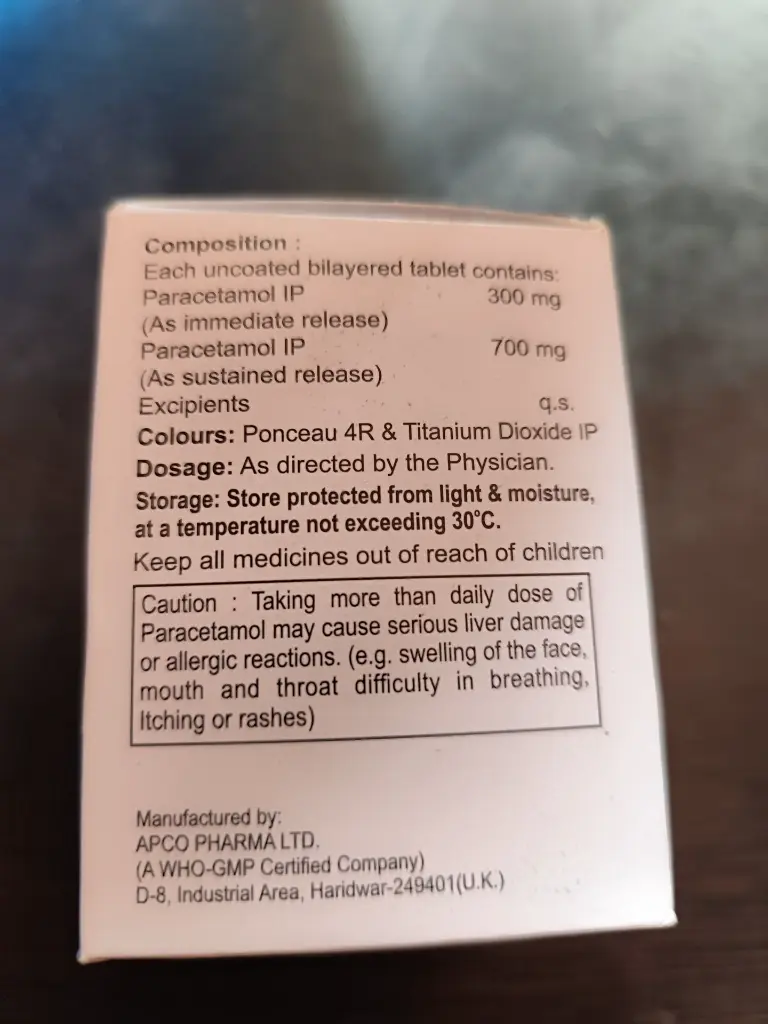 Composition :
Each uncoated bilayered tablet contains:
Paracetamol IP 300 mg
(As immediate release)
Paracetamol IP 700 mg
(As sustained release)
Excipients q.s.
Colours: Ponceau 4R & Titanium Dioxide IP
Dosage: As directed by the Physician.
Storage: Store protected from light & moisture,
at a temperature not exceeding 30°C.
Keep all medicines out of reach of children
Caution : Taking more than daily dose of
Paracetamol may cause serious liver damage
or allergic reactions. (e.g. swelling of the face,
mouth and throat difficulty in breathing,
Itching or rashes)
Manufactured by:
APCO PHARMA LTD.
(A WHO-GMP Certified Company)
D-8, Industrial Area, Haridwar-249401(U.K.)